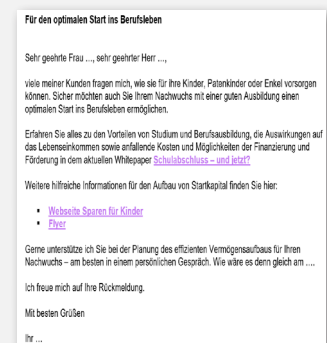 Für den optimalen Start ins Berufsleben
Sehr geehrte Frau …, sehr geehrter Herr …,
viele meiner Kunden fragen mich, wie sie für ihre Kinder, Patenkinder oder Enkel vorsorgen
können. Sicher möchten auch Sie Ihrem Nachwuchs mit einer guten Ausbildung einen
optimalen Start ins Berufsleben ermöglichen.
Erfahren Sie alles zu den Vorteilen von Studium und Berufsausbildung, die Auswirkungen auf
das Lebenseinkommen sowie anfallende Kosten und Möglichkeiten der Finanzierung und
Förderung in dem aktuellen Whitepaper Schulabschluss – und jetzt?
Weitere hilfreiche Informationen für den Aufbau von Startkapital finden Sie hier:
▪ Webseite Sparen für Kinder
▪ Flyer
Gerne unterstütze ich Sie bei der Planung des effizienten Vermögensaufbaus für Ihren
Nachwuchs – am besten in einem persönlichen Gespräch. Wie wäre es denn gleich am ….
Ich freue mich auf Ihre Rückmeldung.
Mit besten Grüßen
Ihr …